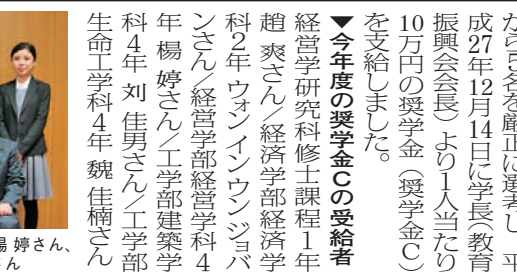 から５名を厳正に選考し、平
成27年12月14日に学長（教育
振興会会長）より１人当たり
10万円の奨学金（奨学金Ｃ）
を支給しました。
▼今年度の奨学金Ｃの受給者
経営学研究科修士課程１年
趙 爽さん／経済学部経済学
科２年 ウォン イン ウン ジョバ
ンさん／経営学部経営学科４
年 楊 婷さん／工学部建築学
科４年 刘 佳男さん／工学部
生命工学科４年 魏 佳楠さん
楊 婷さん、
さん